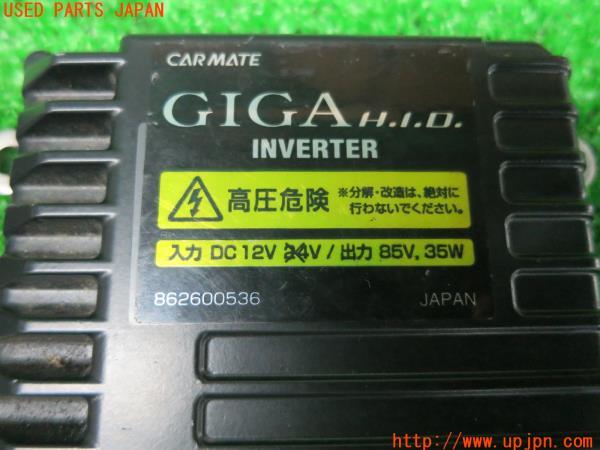 USED PARTS JAPAN
CARMATE
GIGA H.I.D.
INVERTER
高圧危険
※分解・改造は、絶対に
行わないでください。
入力 DC 12V 24V / 出力 85V, 35W
862600536
JAPAN
http://www.upjpn.com/